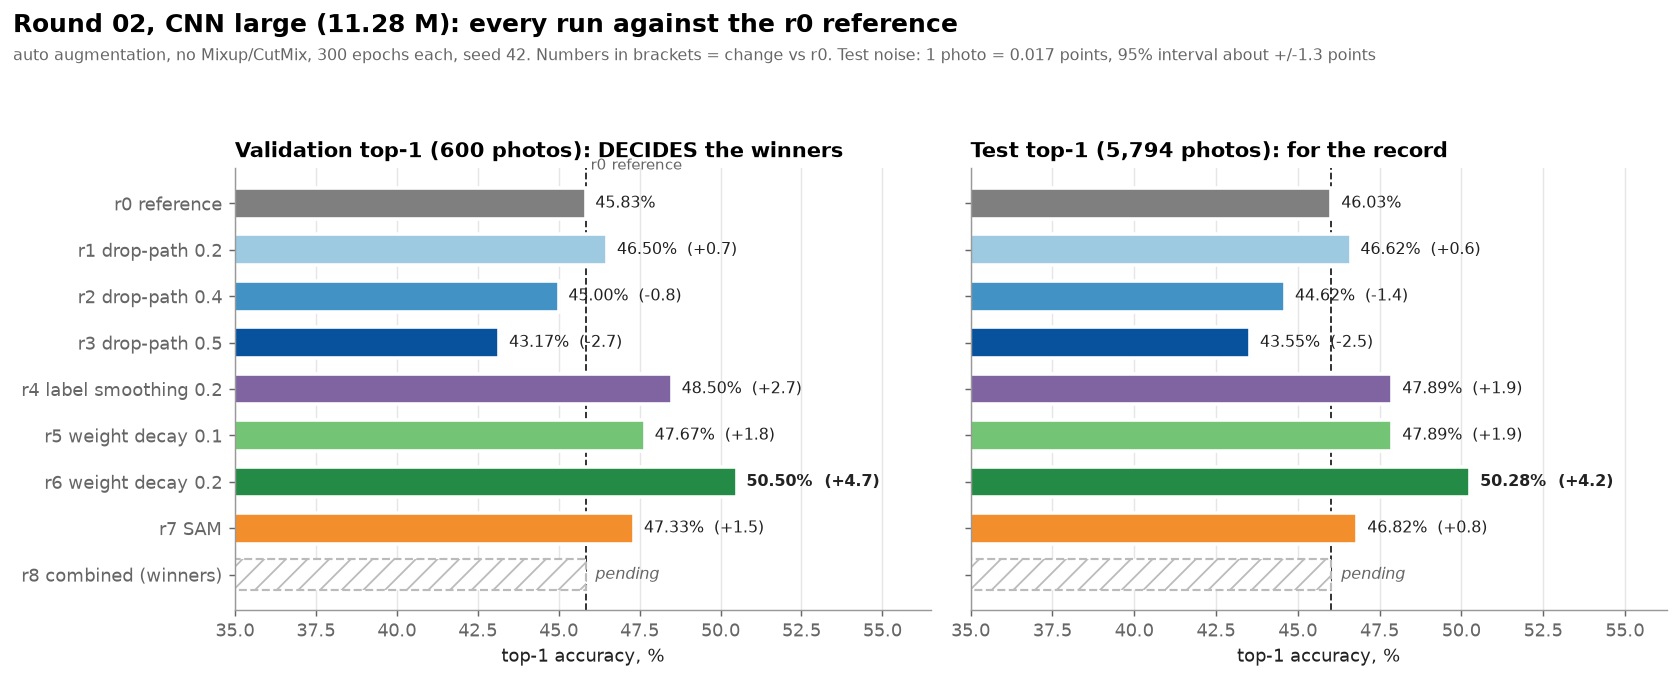 Round 02, CNN large (11.28 M): every run against the r0 reference
auto augmentation, no Mixup/CutMix, 300 epochs each, seed 42. Numbers in brackets = change vs r0. Test noise: 1 photo = 0.017 points, 95% interval about +/-1.3 points
Validation top-1 (600 photos): DECIDES the winners
r0 reference
r0 reference 45.83%
r1 drop-path 0.2 46.50% (+0.7)
r2 drop-path 0.4 45.00% (-0.8)
r3 drop-path 0.5 43.17% (-2.7)
r4 label smoothing 0.2 48.50% (+2.7)
r5 weight decay 0.1 47.67% (+1.8)
r6 weight decay 0.2 50.50% (+4.7)
r7 SAM 47.33% (+1.5)
r8 combined (winners) pending
35.0 37.5 40.0 42.5 45.0 47.5 50.0 52.5 55.0
top-1 accuracy, %
Test top-1 (5,794 photos): for the record
46.03%
46.62% (+0.6)
44.62% (-1.4)
43.55% (-2.5)
47.89% (+1.9)
47.89% (+1.9)
50.28% (+4.2)
46.82% (+0.8)
pending
35.0 37.5 40.0 42.5 45.0 47.5 50.0 52.5 55.0
top-1 accuracy, %